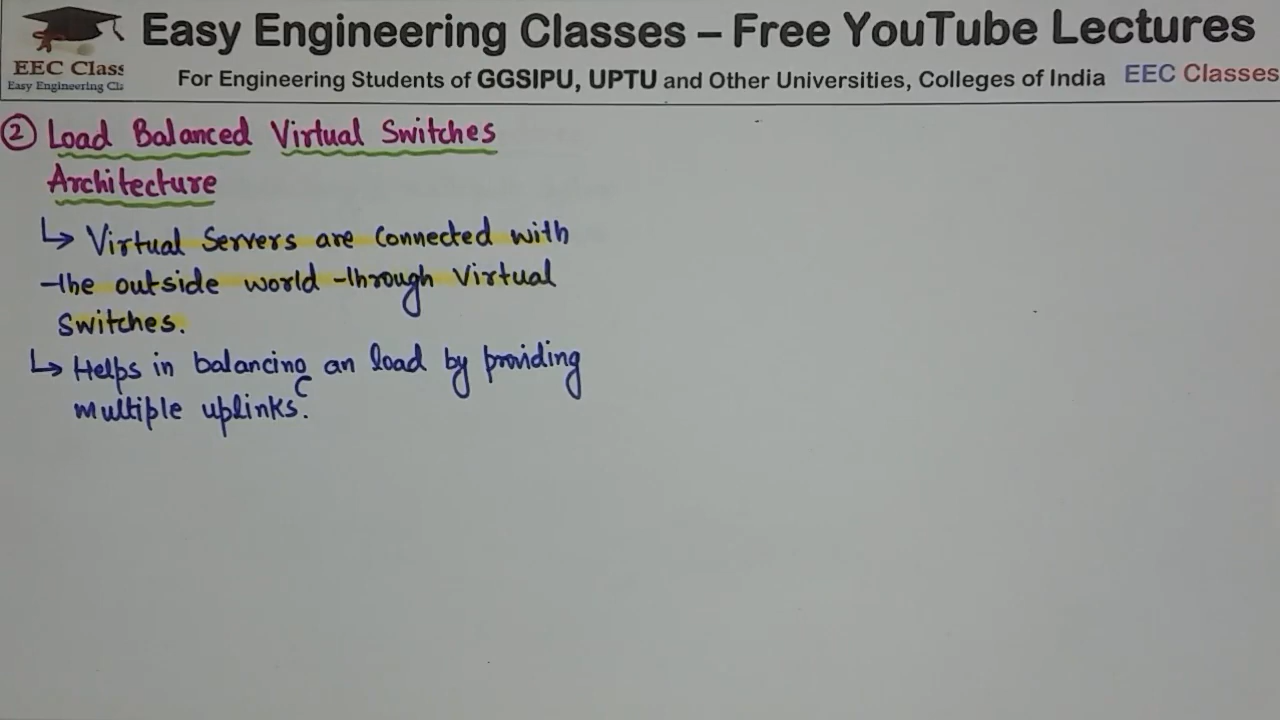 Easy Engineering Classes – Free YouTube Lectures
EEC Class
Easy Engineering Cla
For Engineering Students of GGSIPU, UPTU and Other Universities, Colleges of India
EEC Classes
② Load Balanced Virtual Switches
Architecture
↳ Virtual Servers are connected with
the outside world through Virtual
Switches.
↳ Helps in balancing an load by providing
multiple uplinks.